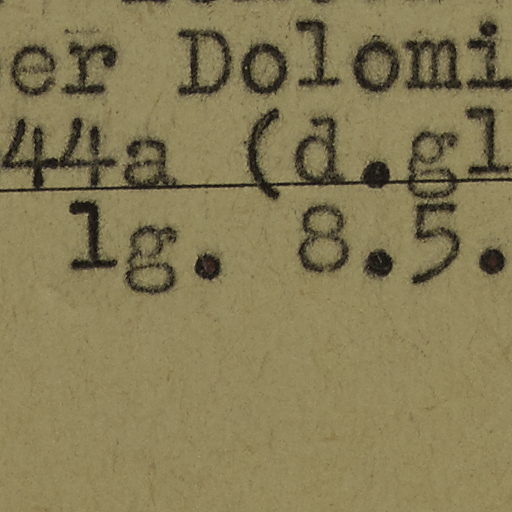 er Dolomi
44a (d.gl
lg. 8.5.